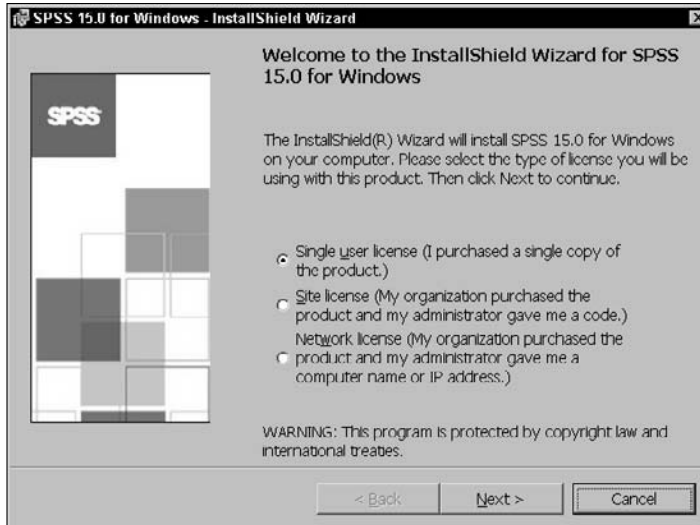 SPSS 15.0 for Windows - InstallShield Wizard
Welcome to the InstallShield Wizard for SPSS
15.0 for Windows
SPSS
The InstallShield(R) Wizard will install SPSS 15.0 for Windows
on your computer. Please select the type of license you will be
using with this product. Then click Next to continue.
Single user license (I purchased a single copy of
the product.)
Site license (My organization purchased the
product and my administrator gave me a code.)
Network license (My organization purchased the
product and my administrator gave me a
computer name or IP address.)
WARNING: This program is protected by copyright law and
international treaties.
< Back
Next >
Cancel